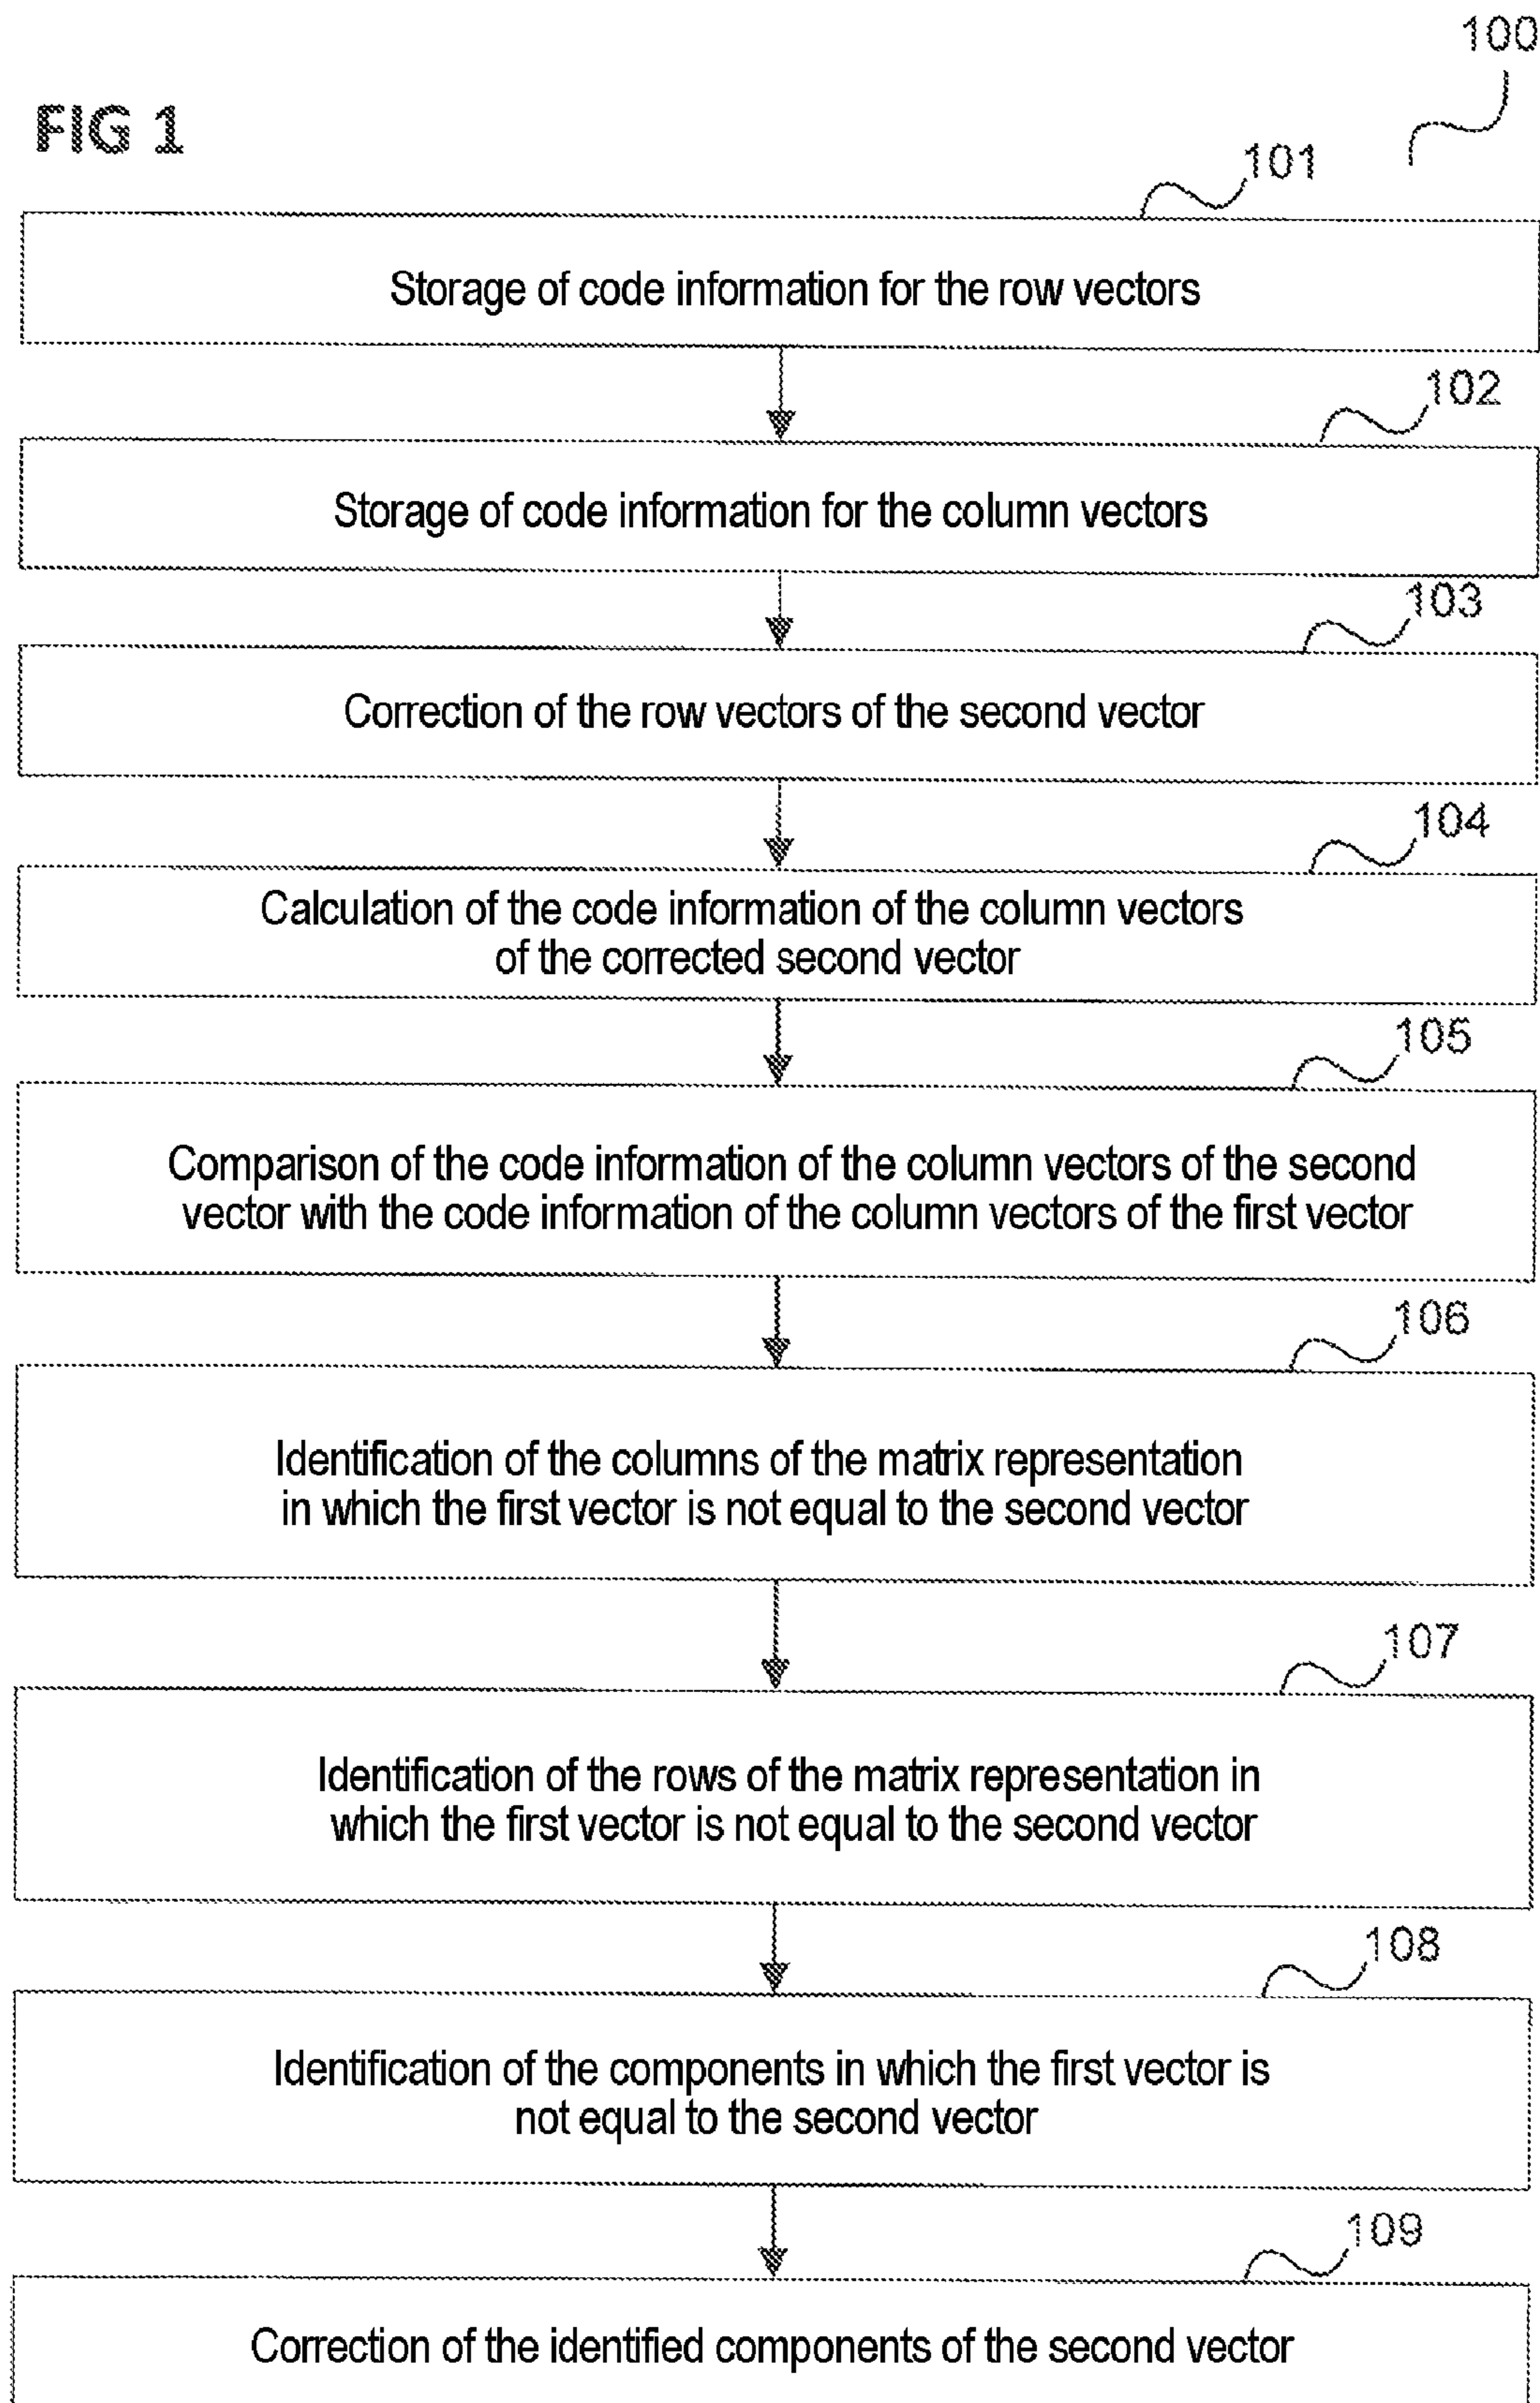 100
FIG 1
101
Storage of code information for the row vectors
102
Storage of code information for the column vectors
103
Correction of the row vectors of the second vector
104
Calculation of the code information of the column vectors
of the corrected second vector
105
Comparison of the code information of the column vectors of the second
vector with the code information of the column vectors of the first vector
106
Identification of the columns of the matrix representation
in which the first vector is not equal to the second vector
107
Identification of the rows of the matrix representation in
which the first vector is not equal to the second vector
108
Identification of the components in which the first vector is
not equal to the second vector
109
Correction of the identified components of the second vector